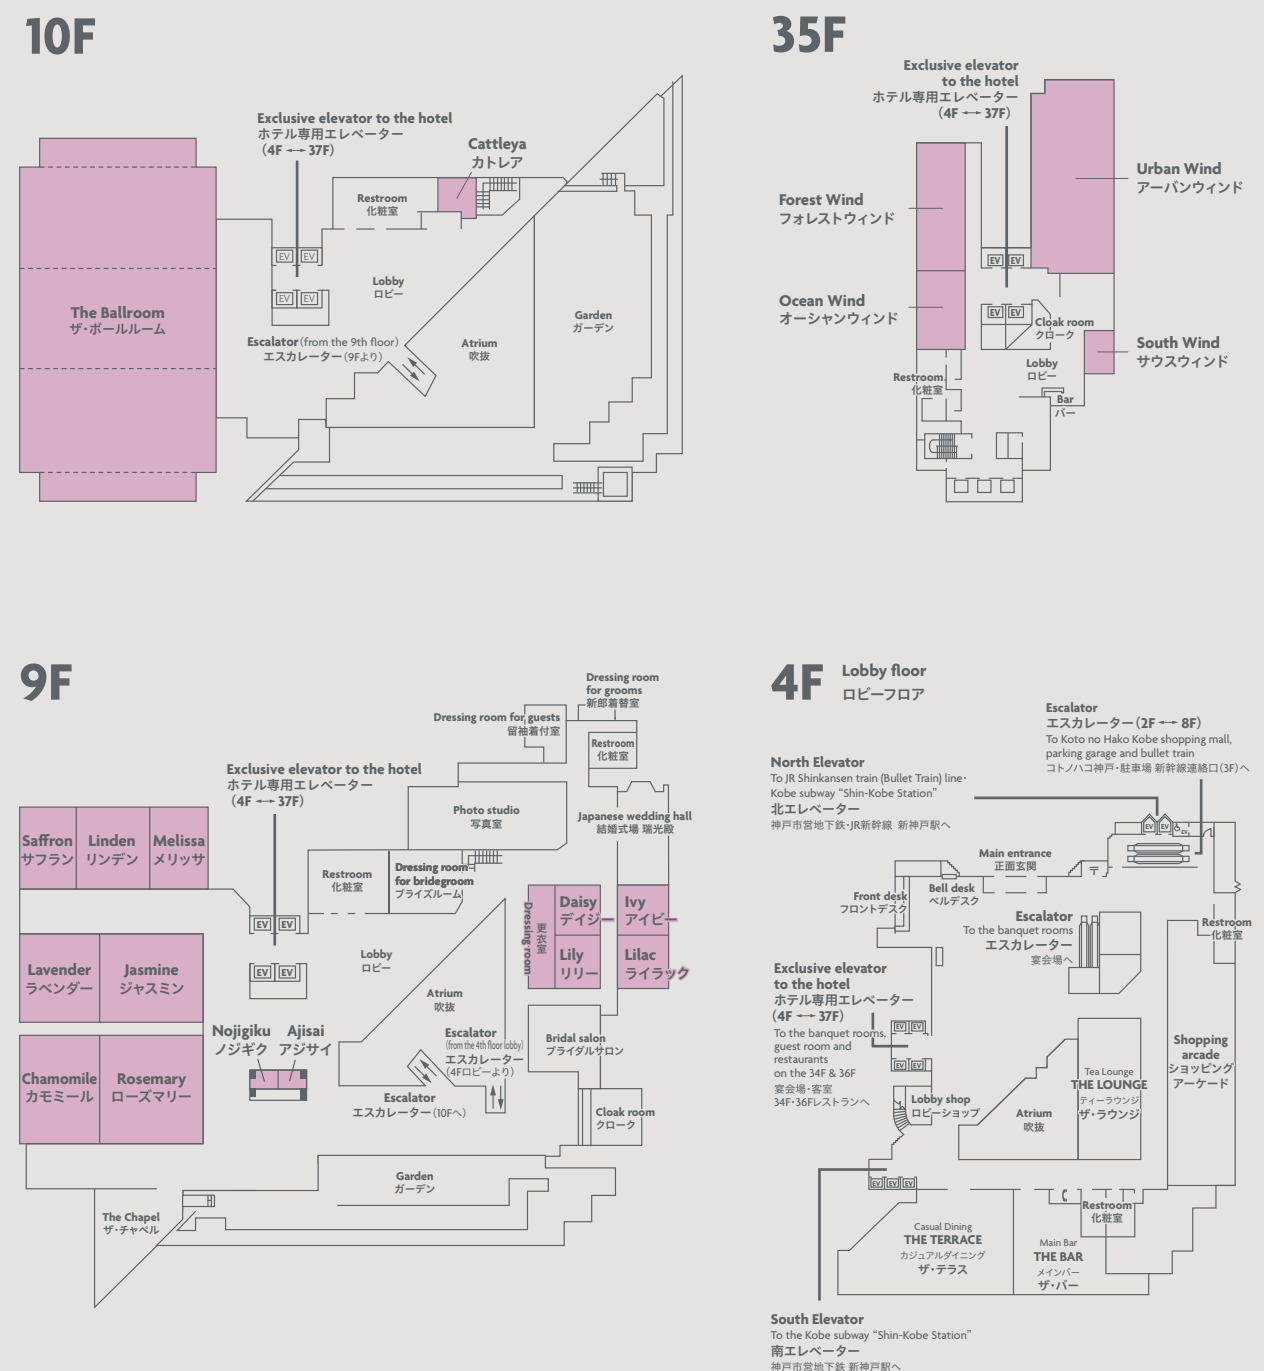 10F
Exclusive elevator to the hotel
ホテル専用エレベーター
(4F ↔ 37F)
Cattleya
カトレア
Restroom
化粧室
EV EV
EV EV
Lobby
ロビー
The Ballroom
ザ・ボールルーム
Escalator (from the 9th floor)
エスカレーター (9Fより)
Atrium
吹抜
Garden
ガーデン
35F
Exclusive elevator
to the hotel
ホテル専用エレベーター
(4F ↔ 37F)
Urban Wind
アーバンウィンド
Forest Wind
フォレストウィンド
EV EV
Ocean Wind
オーシャンウィンド
EV EV
Cloak room
クローク
South Wind
サウスウィンド
Lobby
ロビー
Restroom
化粧室
Bar
バー
9F
Dressing room
for grooms
新郎着替室
Dressing room for guests
留袖着付室
Restroom
化粧室
Exclusive elevator to the hotel
ホテル専用エレベーター
(4F ↔ 37F)
Photo studio
写真室
Japanese wedding hall
結婚式場 瑞光殿
Saffron
サフラン
Linden
リンデン
Melissa
メリッサ
Restroom
化粧室
Dressing room
for bridegroom
ブライズルーム
Dressing room
更衣室
Daisy
デイジー
Ivy
アイビー
Lily
リリー
Lilac
ライラック
EV EV
EV EV
Lobby
ロビー
Lavender
ラベンダー
Jasmine
ジャスミン
Atrium
吹抜
Nojigiku
ノジギク
Ajisai
アジサイ
Escalator
(from the 4th floor lobby)
エスカレーター
(4Fロビーより)
Bridal salon
ブライダルサロン
Chamomile
カモミール
Rosemary
ローズマリー
Escalator
エスカレーター (10Fへ)
Cloak room
クローク
Garden
ガーデン
The Chapel
ザ・チャペル
4F
Lobby floor
ロビーフロア
Escalator
エスカレーター (2F ↔ 8F)
To Koto no Hako Kobe shopping mall,
parking garage and bullet train
コトノハコ神戸・駐車場 新幹線連絡口(3F)へ
North Elevator
To JR Shinkansen train (Bullet Train) line·
Kobe subway “Shin-Kobe Station”
北エレベーター
神戸市営地下鉄・JR新幹線 新神戸駅へ
EV EV EV
Main entrance
正面玄関
〒
Bell desk
ベルデスク
Front desk
フロントデスク
Escalator
To the banquet rooms
エスカレーター
宴会場へ
Restroom
化粧室
Exclusive elevator
to the hotel
ホテル専用エレベーター
(4F ↔ 37F)
To the banquet rooms,
guest room and
restaurants
on the 34F & 36F
宴会場・客室
34F・36Fレストランへ
EV EV
EV EV
Shopping
arcade
ショッピング
アーケード
Tea Lounge
THE LOUNGE
ティーラウンジ
ザ・ラウンジ
Lobby shop
ロビーショップ
Atrium
吹抜
EV EV EV
Restroom
化粧室
Casual Dining
THE TERRACE
カジュアルダイニング
ザ・テラス
Main Bar
THE BAR
メインバー
ザ・バー
South Elevator
To the Kobe subway “Shin-Kobe Station”
南エレベーター
神戸市営地下鉄 新神戸駅へ